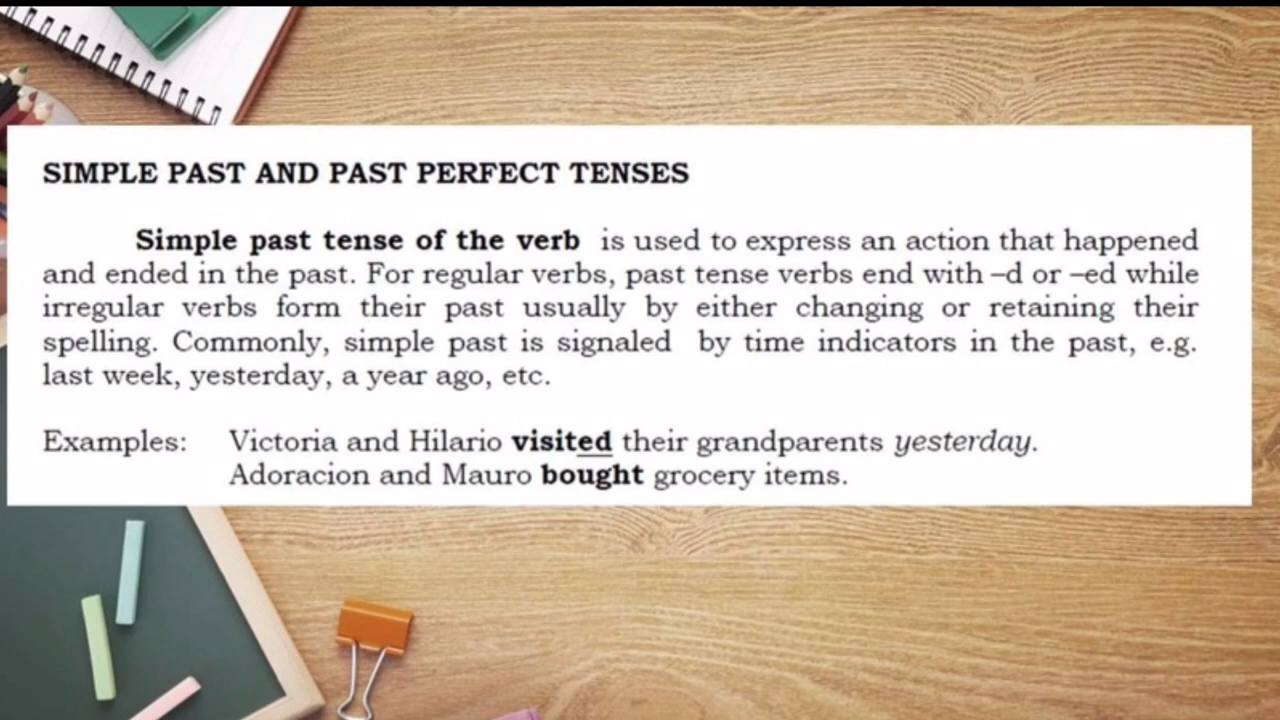 SIMPLE PAST AND PAST PERFECT TENSES
Simple past tense of the verb is used to express an action that happened
and ended in the past. For regular verbs, past tense verbs end with –d or –ed while
irregular verbs form their past usually by either changing or retaining their
spelling. Commonly, simple past is signaled by time indicators in the past, e.g.
last week, yesterday, a year ago, etc.
Examples: Victoria and Hilario visited their grandparents yesterday.
Adoracion and Mauro bought grocery items.